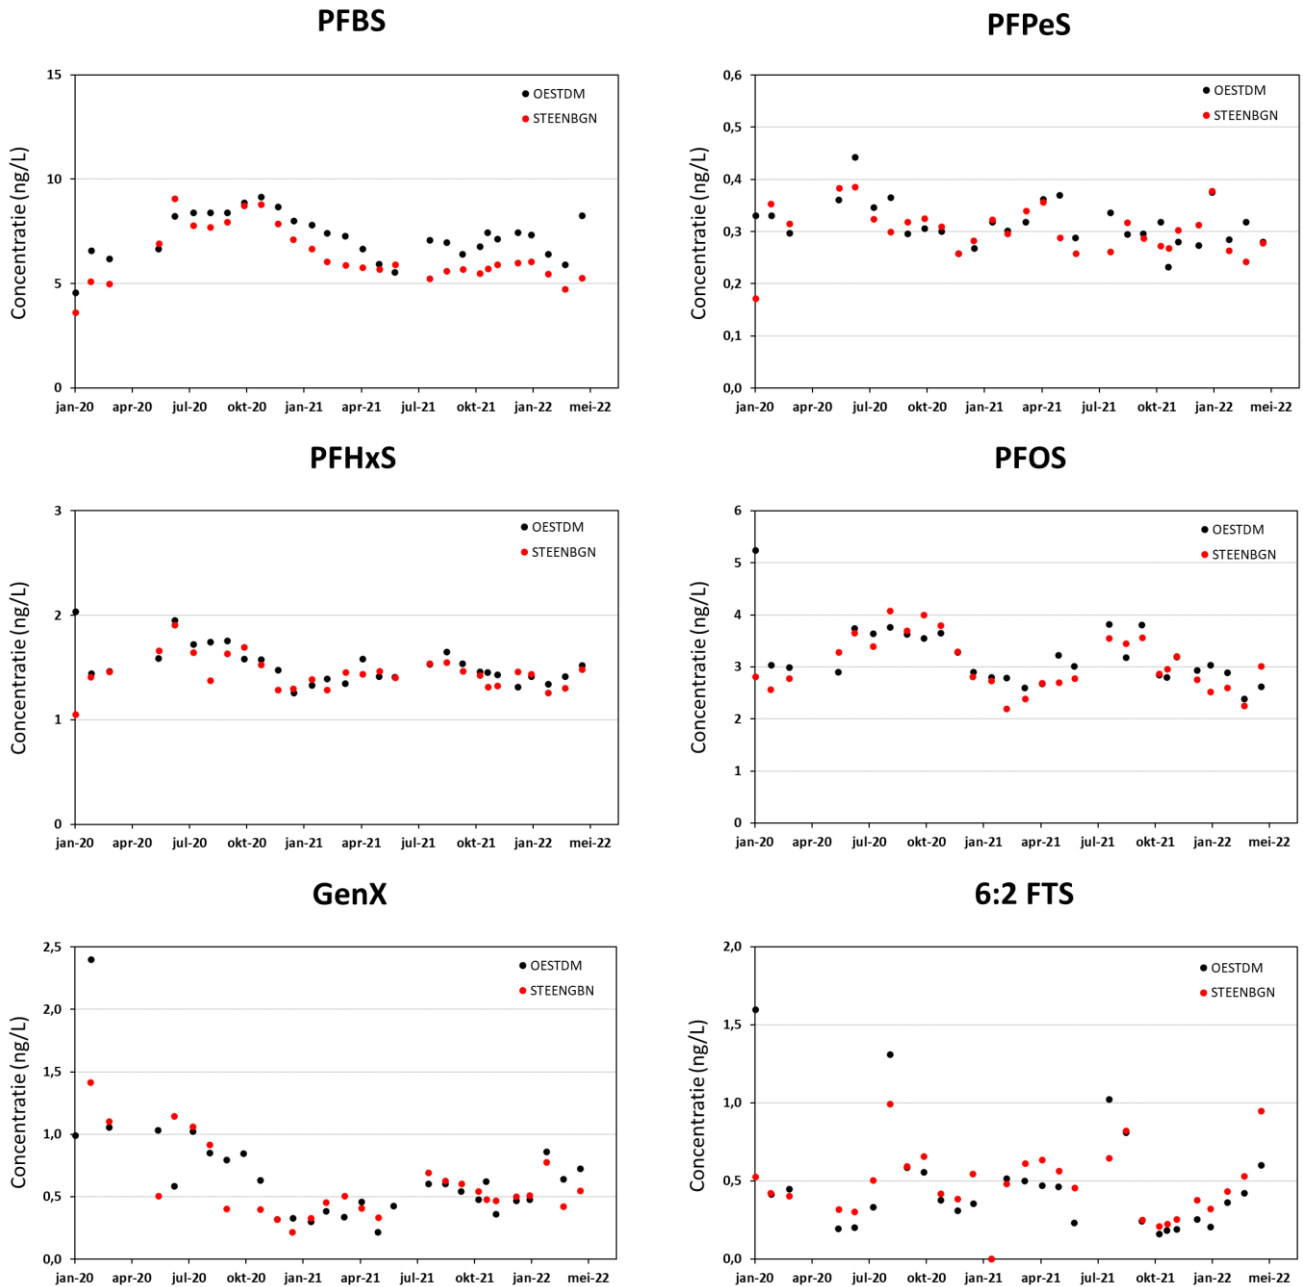 PFBS
15
10
5
0
Concentratie (ng/L)
OESTDM
STEENBGN
jan-20 apr-20 jul-20 okt-20 jan-21 apr-21 jul-21 okt-21 jan-22 mei-22
PFPeS
0,6
0,5
0,4
0,3
0,2
0,1
0,0
Concentratie (ng/L)
OESTDM
STEENBGN
jan-20 apr-20 jul-20 okt-20 jan-21 apr-21 jul-21 okt-21 jan-22 mei-22
PFHxS
3
2
1
0
Concentratie (ng/L)
OESTDM
STEENBGN
jan-20 apr-20 jul-20 okt-20 jan-21 apr-21 jul-21 okt-21 jan-22 mei-22
PFOS
6
5
4
3
2
1
0
Concentratie (ng/L)
OESTDM
STEENBGN
jan-20 apr-20 jul-20 okt-20 jan-21 apr-21 jul-21 okt-21 jan-22 mei-22
GenX
2,5
2,0
1,5
1,0
0,5
0,0
Concentratie (ng/L)
OESTDM
STEENGBN
jan-20 apr-20 jul-20 okt-20 jan-21 apr-21 jul-21 okt-21 jan-22 mei-22
6:2 FTS
2,0
1,5
1,0
0,5
0,0
Concentratie (ng/L)
OESTDM
STEENBGN
jan-20 apr-20 jul-20 okt-20 jan-21 apr-21 jul-21 okt-21 jan-22 mei-22